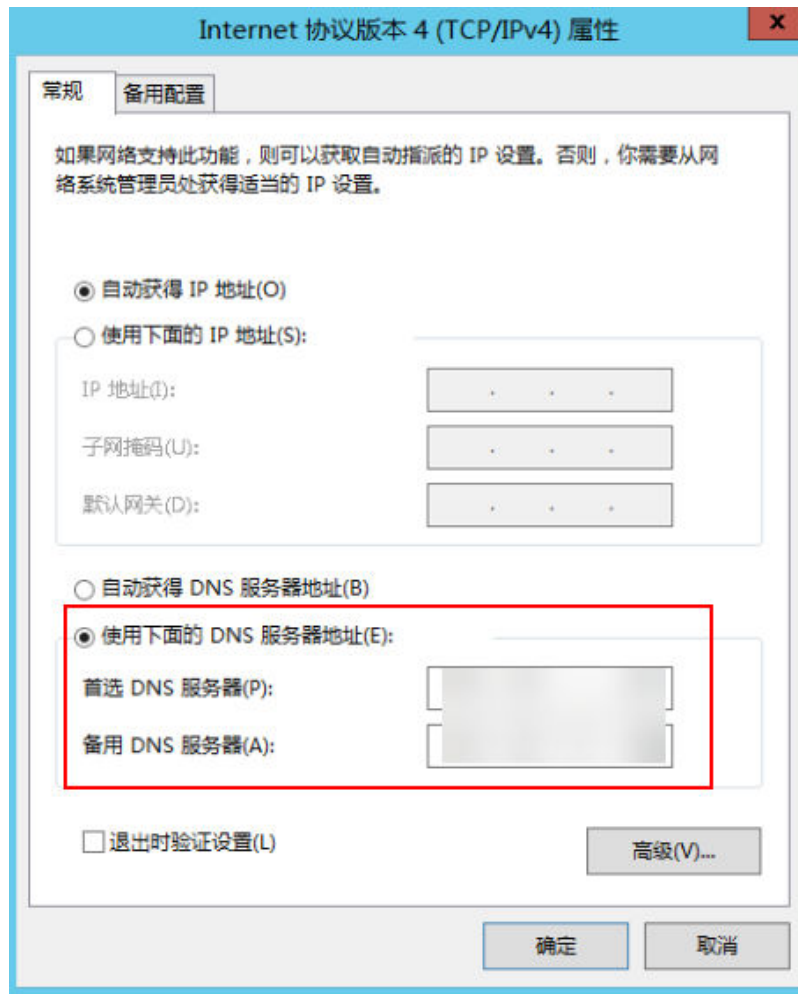 Internet 协议版本 4 (TCP/IPv4) 属性
x
常规
备用配置
如果网络支持此功能，则可以获取自动指派的 IP 设置。否则，你需要从网
络系统管理员处获得适当的 IP 设置。
自动获得 IP 地址(O)
使用下面的 IP 地址(S):
IP 地址(I):
子网掩码(U):
默认网关(D):
自动获得 DNS 服务器地址(B)
使用下面的 DNS 服务器地址(E):
首选 DNS 服务器(P):
备用 DNS 服务器(A):
退出时验证设置(L)
高级(V)...
确定
取消